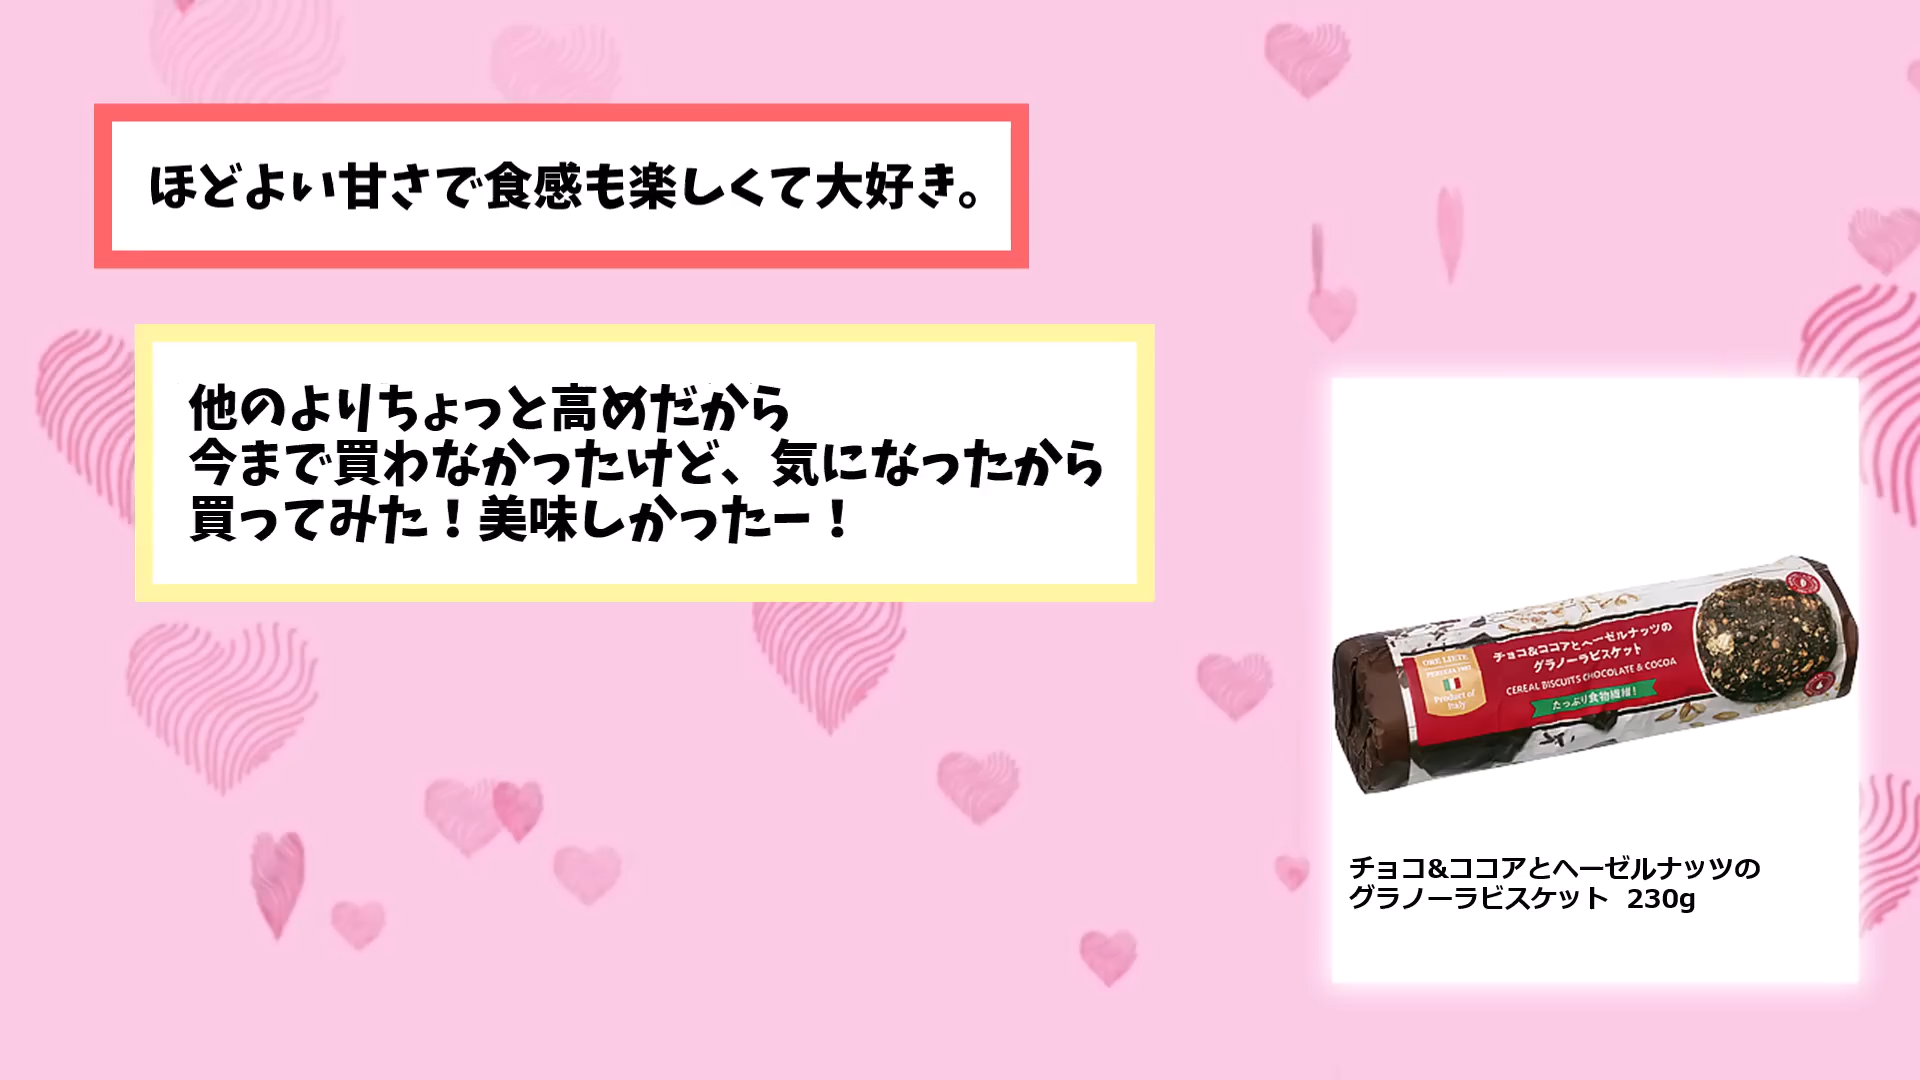 ほどよい甘さで食感も楽しくて大好き。
他のよりちょっと高めだから
今まで買わなかったけど、気になったから
買ってみた！美味しかったー！
チョコ&ココアとヘーゼルナッツの
グラノーラビスケット
CEREAL BISCUITS CHOCOLATE & COCOA
たっぷり食物繊維！
ORE LIETE
Product of
Italy
チョコ&ココアとヘーゼルナッツの
グラノーラビスケット 230g